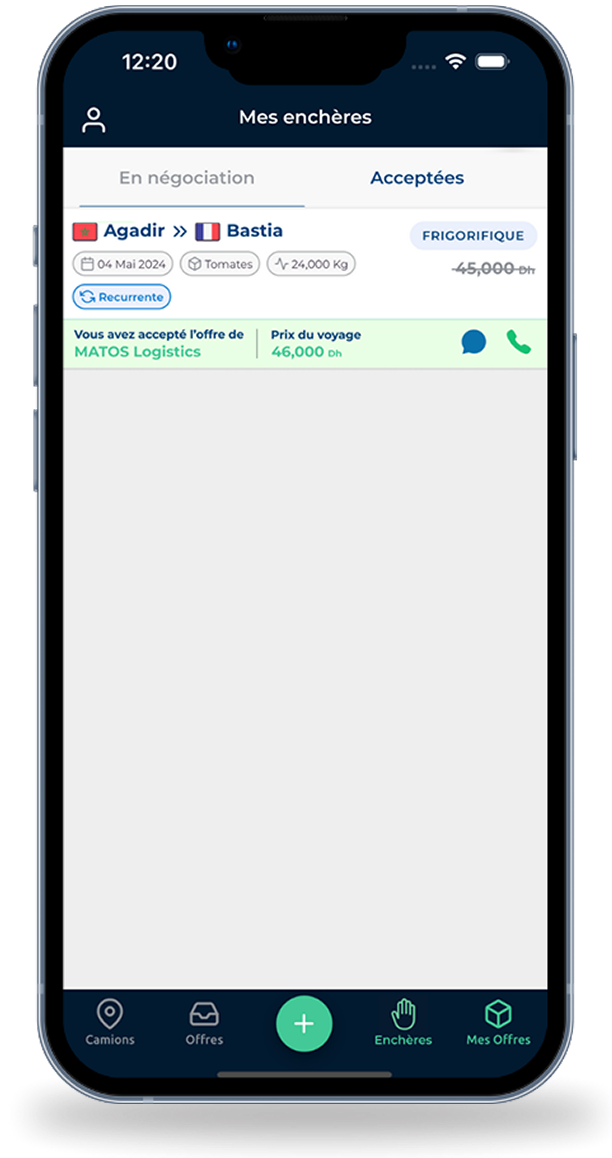 12:20
Mes enchères
En négociation Acceptées
Agadir » Bastia FRIGORIFIQUE
04 Mai 2024 Tomates 24,000 Kg 45,000 Dh
Recurrente
Vous avez accepté l'offre de Prix du voyage
MATOS Logistics 46,000 Dh
Camions Offres + Enchères Mes Offres